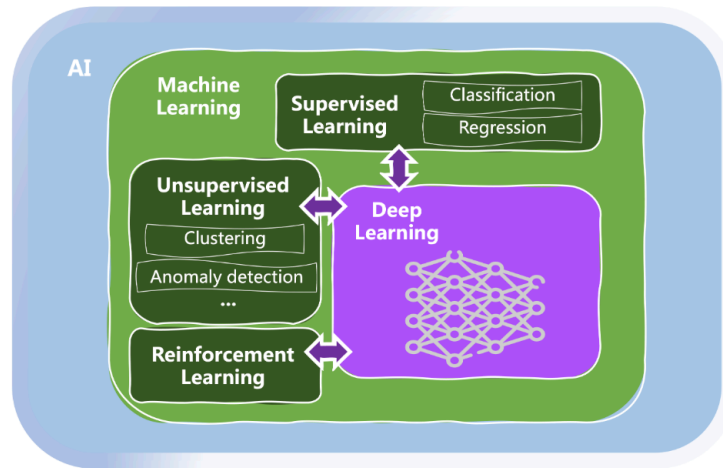 AI
Machine
Learning
Supervised
Learning
Classification
Regression
Unsupervised
Learning
Clustering
Anomaly detection
...
Deep
Learning
Reinforcement
Learning